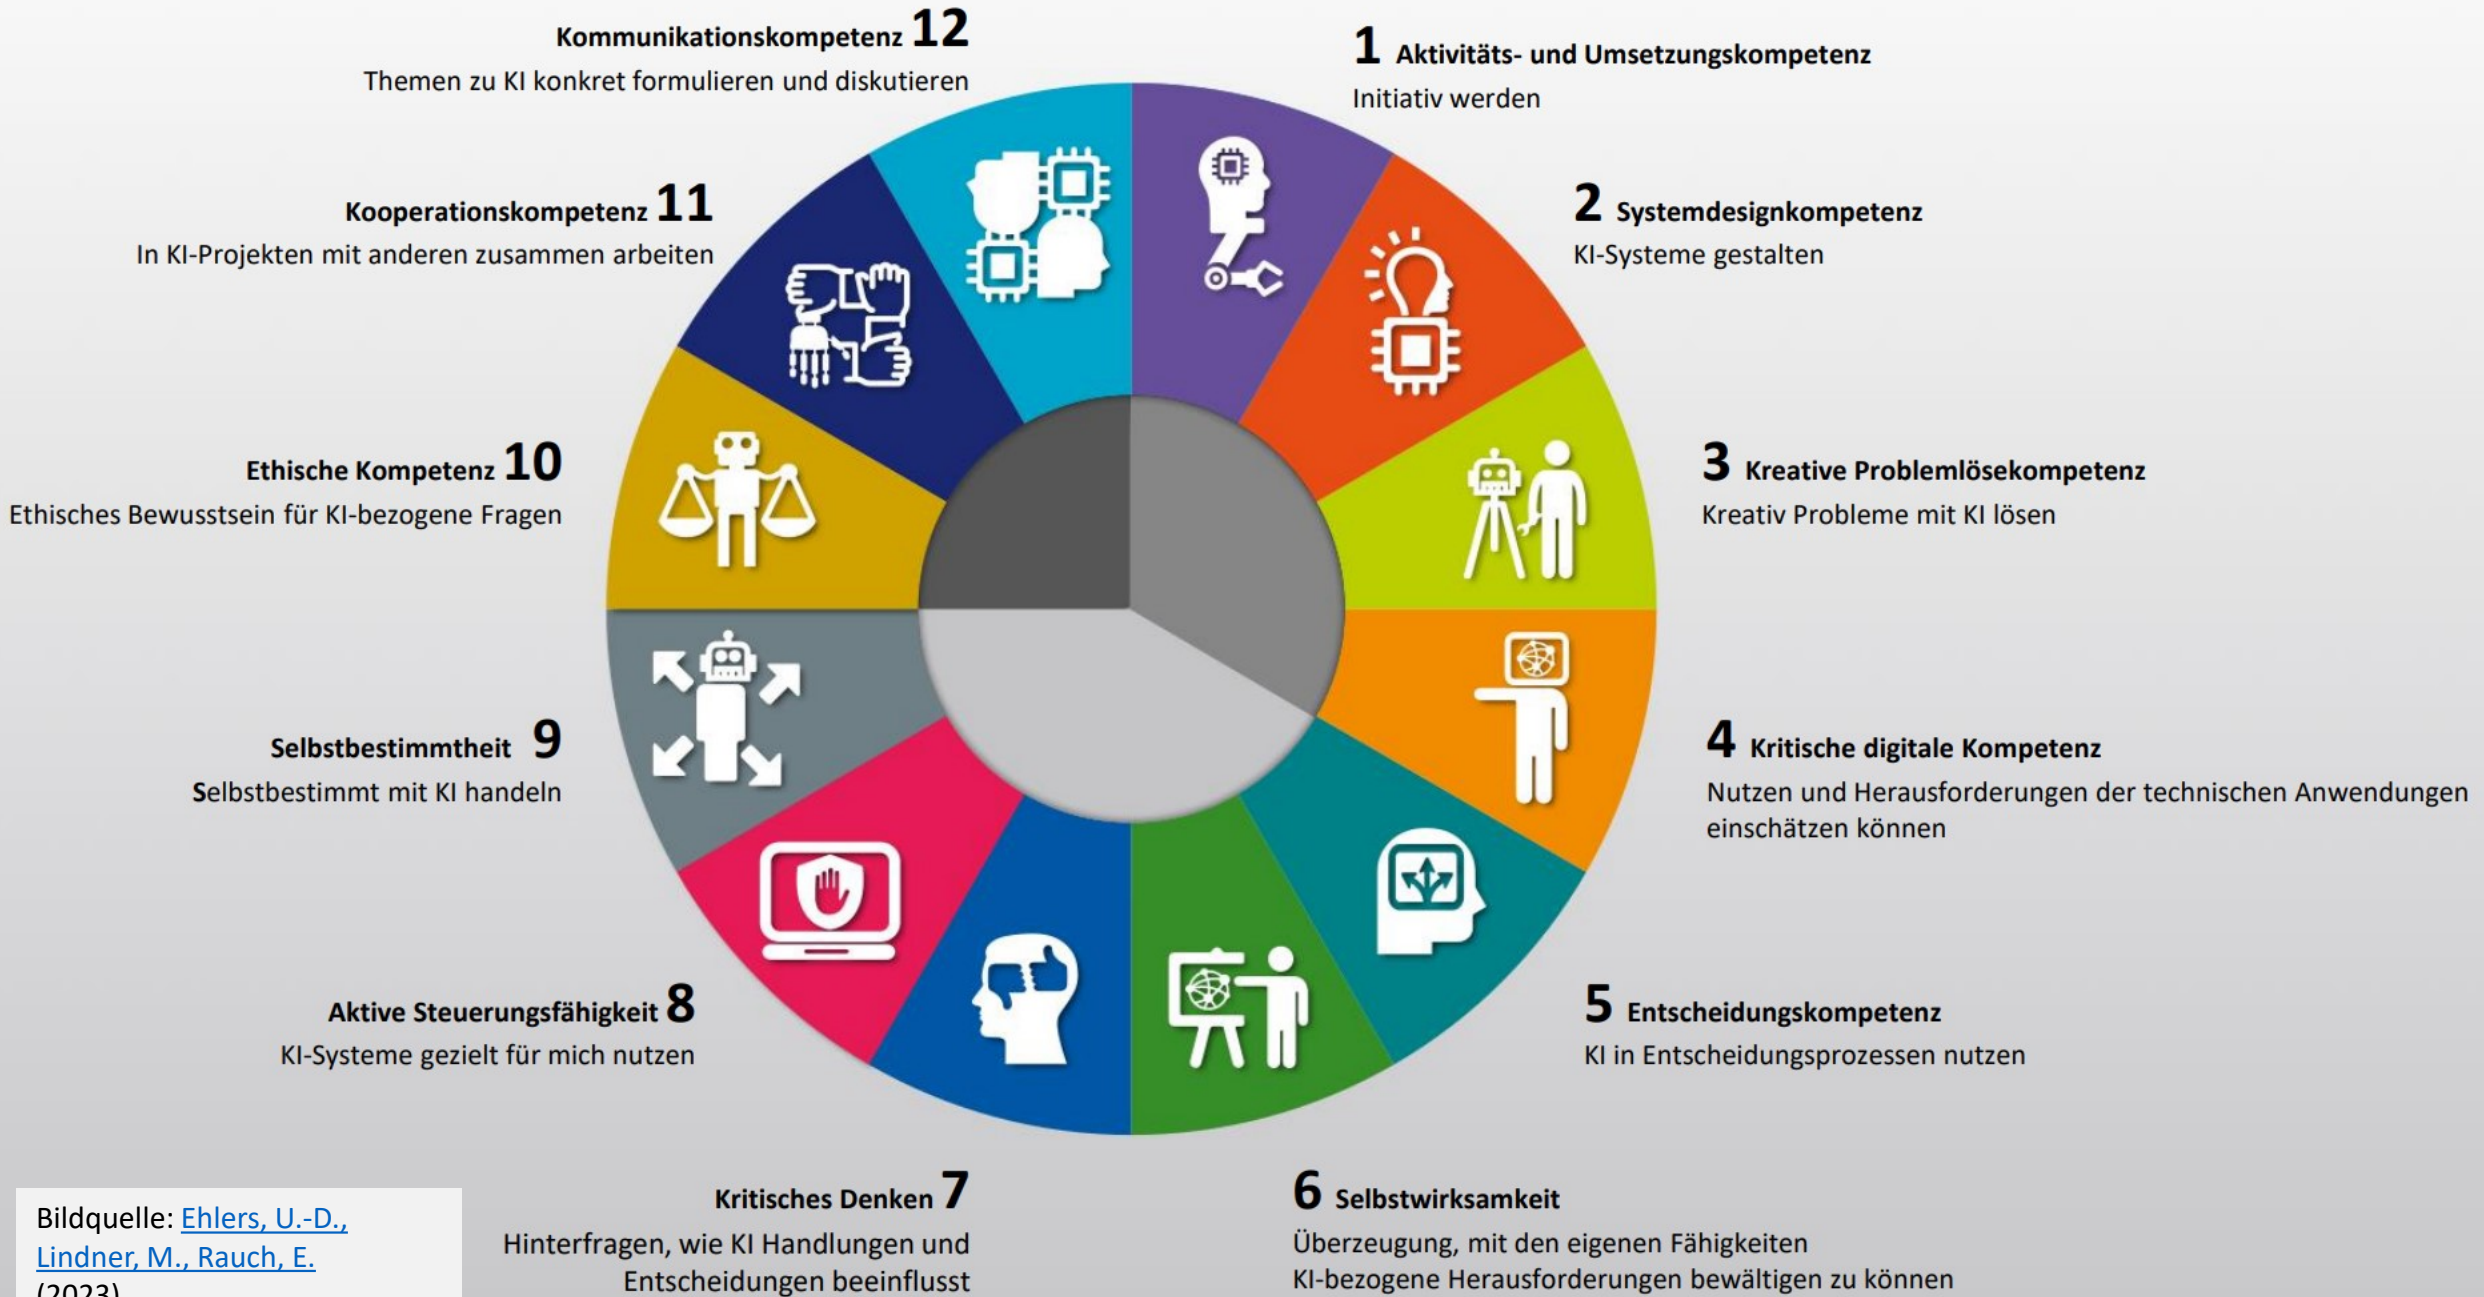 Kommunikationskompetenz 12
Themen zu KI konkret formulieren und diskutieren
1 Aktivitäts- und Umsetzungskompetenz
Initiativ werden
Kooperationskompetenz 11
In KI-Projekten mit anderen zusammen arbeiten
2 Systemdesignkompetenz
KI-Systeme gestalten
Ethische Kompetenz 10
Ethisches Bewusstsein für KI-bezogene Fragen
3 Kreative Problemlösekompetenz
Kreativ Probleme mit KI lösen
Selbstbestimmtheit 9
Selbstbestimmt mit KI handeln
4 Kritische digitale Kompetenz
Nutzen und Herausforderungen der technischen Anwendungen
einschätzen können
Aktive Steuerungsfähigkeit 8
KI-Systeme gezielt für mich nutzen
5 Entscheidungskompetenz
KI in Entscheidungsprozessen nutzen
Kritisches Denken 7
Hinterfragen, wie KI Handlungen und
Entscheidungen beeinflusst
6 Selbstwirksamkeit
Überzeugung, mit den eigenen Fähigkeiten
KI-bezogene Herausforderungen bewältigen zu können
Bildquelle: Ehlers, U.-D.,
Lindner, M., Rauch, E.
(2023)